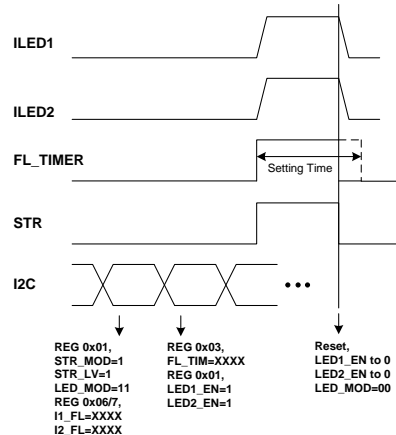 ILED1
ILED2
FL_TIMER
Setting Time
STR
I2C
REG 0x01,
STR_MOD=1
STR_LV=1
LED_MOD=11
REG 0x06/7,
I1_FL=XXXX
I2_FL=XXXX
REG 0x03,
FL_TIM=XXXX
REG 0x01,
LED1_EN=1
LED2_EN=1
Reset,
LED1_EN to 0
LED2_EN to 0
LED_MOD=00